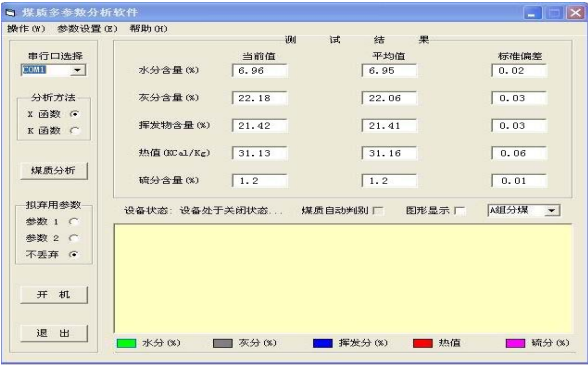 煤质多参数分析软件
操作(W) 参数设置(E) 帮助(H)
测 试 结 果
串行口选择
COM1
当前值 平均值 标准偏差
水分含量(%) 6.96 6.95 0.02
分析方法
X 函数
K 函数
灰分含量(%) 22.18 22.06 0.03
挥发物含量(%) 21.42 21.41 0.03
热值(KCal/Kg) 31.13 31.16 0.06
煤质分析
硫分含量(%) 1.2 1.2 0.01
拟弃用参数
参数 1
参数 2
不丢弃
设备状态: 设备处于关闭状态... 煤质自动判别 图形显示 A组分煤
开 机
退 出
水分(%) 灰分(%) 挥发分(%) 热值 硫分(%)